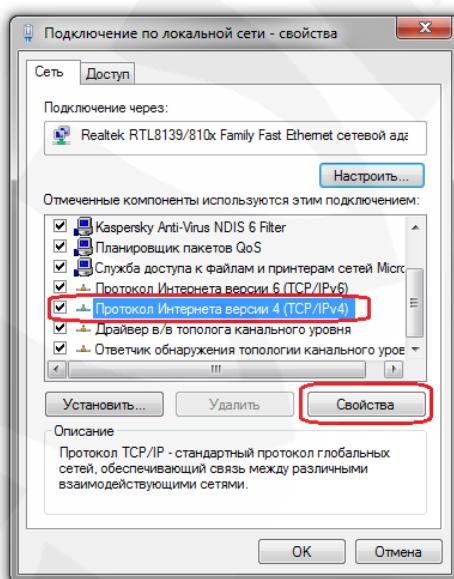 Подключение по локальной сети - свойства
Сеть Доступ
Подключение через:
Realtek RTL8139/810x Family Fast Ethernet сетевой ада
Настроить...
Отмеченные компоненты используются этим подключением:
Kaspersky Anti-Virus NDIS 6 Filter
Планировщик пакетов QoS
Служба доступа к файлам и принтерам сетей Micro
Протокол Интернета версии 6 (TCP/IPv6)
Протокол Интернета версии 4 (TCP/IPv4)
Драйвер в/в тополога канального уровня
Ответчик обнаружения топологии канального уров
Установить... Удалить Свойства
Описание
Протокол TCP/IP - стандартный протокол глобальных
сетей, обеспечивающий связь между различными
взаимодействующими сетями.
OK Отмена